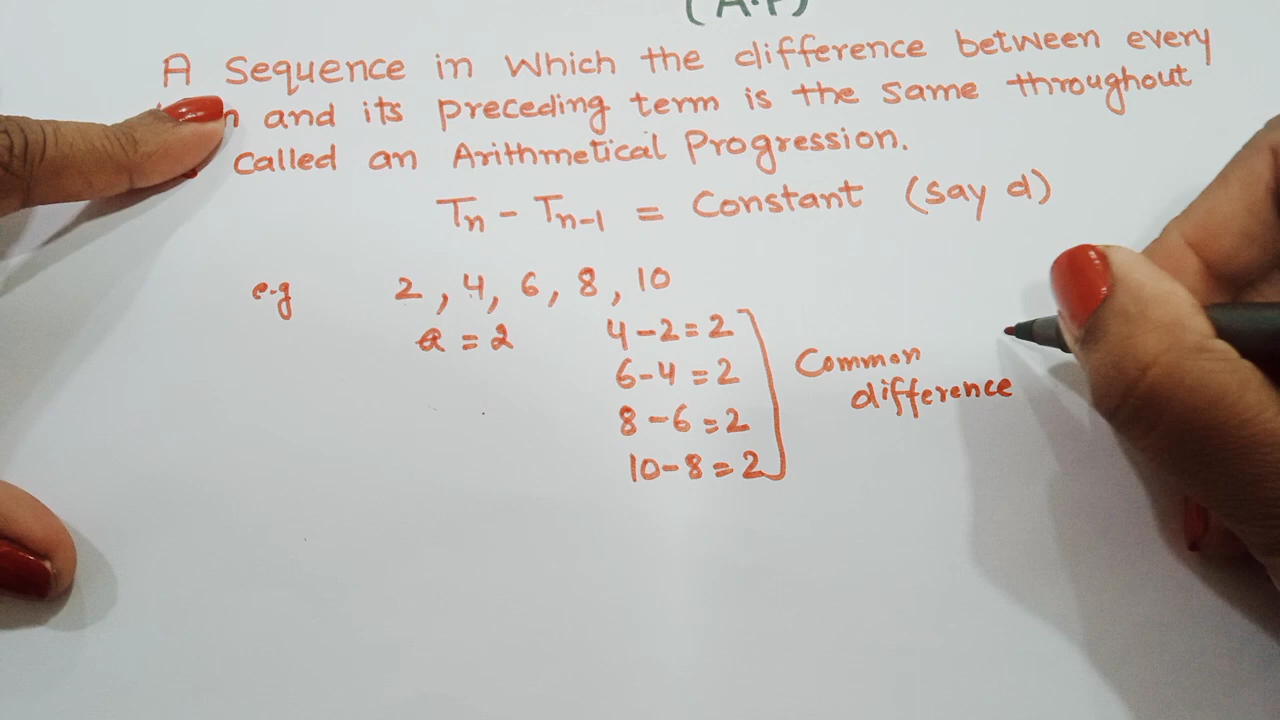 (A.P)
A Sequence in Which the difference between every
and its preceding term is the same throughout
called an Arithmetical Progression.
Tn - Tn-1 = Constant (say d)
e.g 2, 4, 6, 8, 10
a = 2 4-2=2
6-4=2 Common
difference
8-6=2
10-8=2